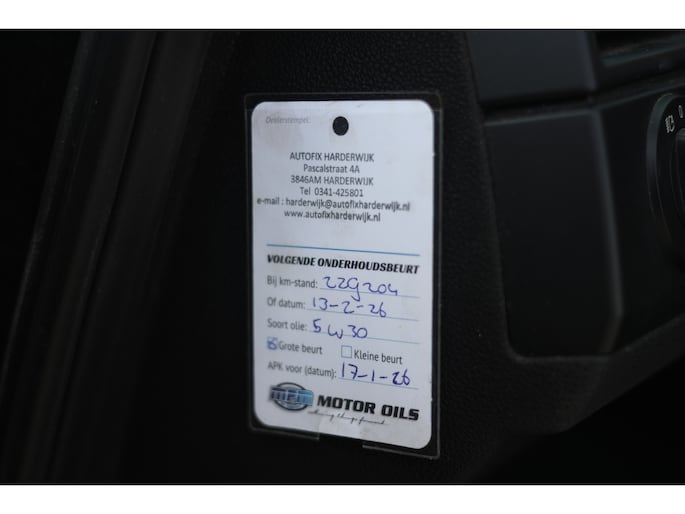 Dealerstempel:
AUTOFIX HARDERWIJK
Pascalstraat 4A
3846AM HARDERWIJK
Tel 0341-425801
e-mail : harderwijk@autofixharderwijk.nl
www.autofixharderwijk.nl
VOLGENDE ONDERHOUDSBEURT
Bij km-stand: 229204
Of datum: 13-2-26
Soort olie: 5w30
Grote beurt Kleine beurt
APK voor (datum): 17-1-26
MPM MOTOR OILS
0